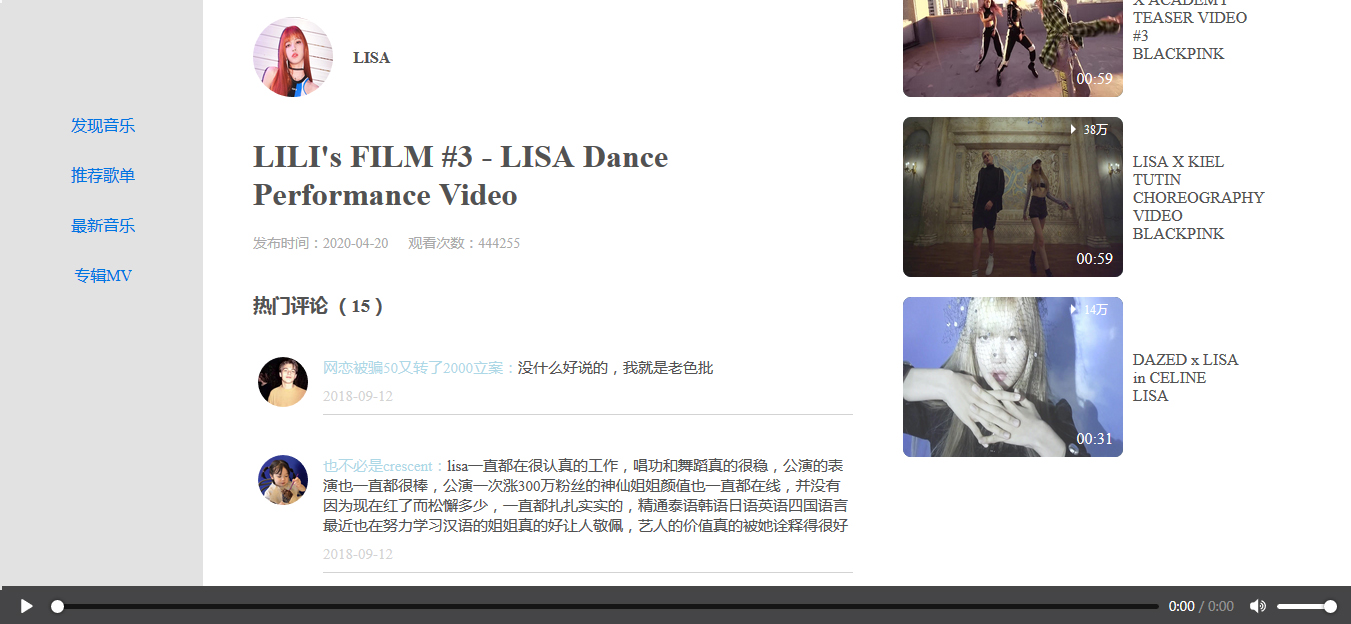 发现音乐
推荐歌单
最新音乐
专辑MV
LISA
LILI's FILM #3 - LISA Dance
Performance Video
发布时间：2020-04-20 观看次数：444255
热门评论 （ 15 ）
网恋被骗50又转了2000立案：没什么好说的，我就是老色批
2018-09-12
也不必是crescent：lisa一直都在很认真的工作，唱功和舞蹈真的很稳，公演的表
演也一直都很棒，公演一次涨300万粉丝的神仙姐姐颜值也一直都在线，并没有
因为现在红了而松懈多少，一直都扎扎实实的，精通泰语韩语日语英语四国语言
最近也在努力学习汉语的姐姐真的好让人敬佩，艺人的价值真的被她诠释得很好
2018-09-12
X ACADEMY
TEASER VIDEO
#3
BLACKPINK
00:59
38万
00:59
LISA X KIEL
TUTIN
CHOREOGRAPHY
VIDEO
BLACKPINK
14万
00:31
DAZED x LISA
in CELINE
LISA
0:00 / 0:00